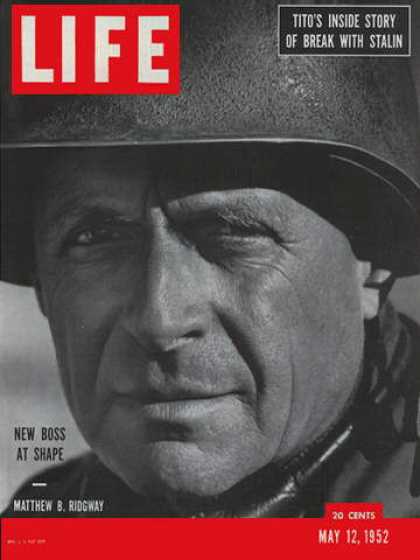 LIFE
TITO'S INSIDE STORY
OF BREAK WITH STALIN
NEW BOSS
AT SHAPE
MATTHEW B. RIDGWAY
20 CENTS
MAY 12, 1952